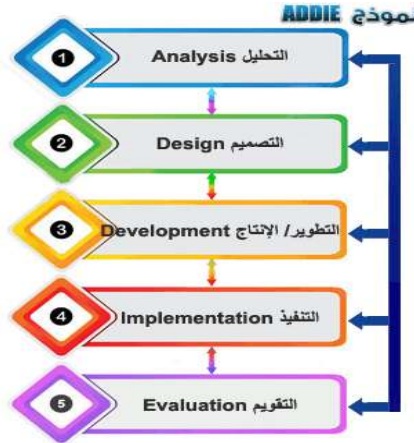 نموذج ADDIE
1
التحليل Analysis
2
التصميم Design
3
التطوير/ الإنتاج Development
4
التنفيذ Implementation
5
التقويم Evaluation